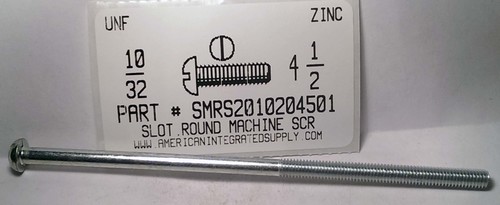 UNF ZINC
10/32 4 1/2
PART # SMRS2010204501
SLOT ROUND MACHINE SCR
WWW.AMERICANINTEGRATEDSUPPLY.COM